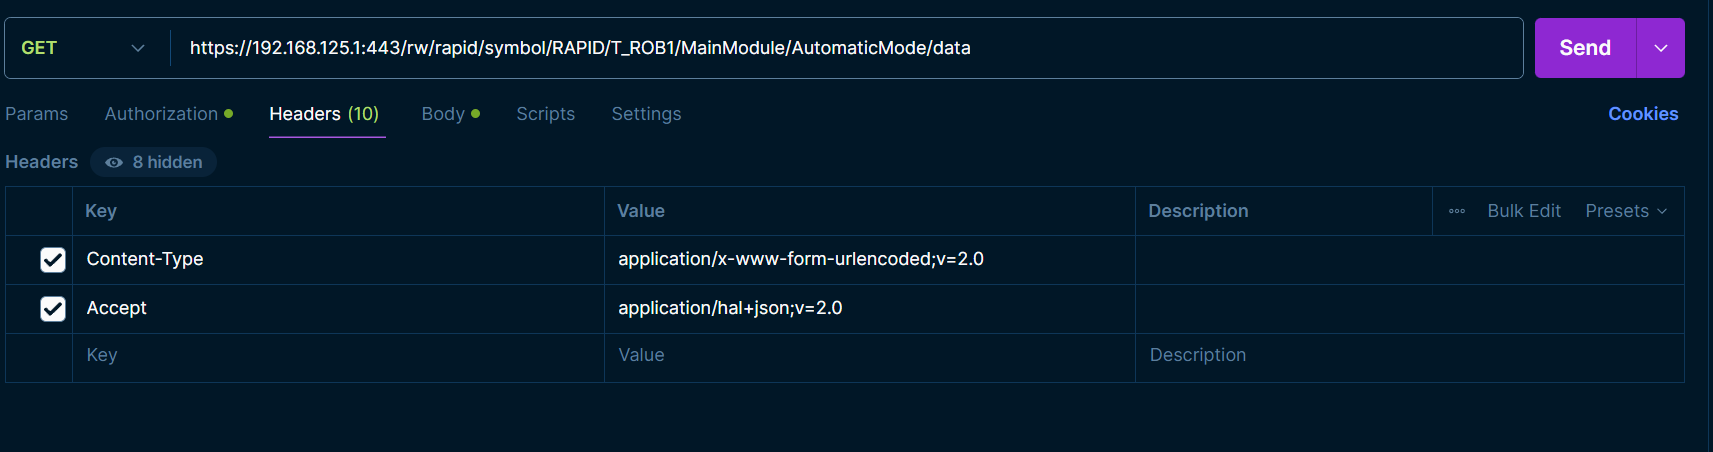 GET https://192.168.125.1:443/rw/rapid/symbol/RAPID/T_ROB1/MainModule/AutomaticMode/data Send
Params Authorization Headers (10) Body Scripts Settings Cookies
Headers 8 hidden
Key Value Description Bulk Edit Presets
Content-Type application/x-www-form-urlencoded;v=2.0
Accept application/hal+json;v=2.0
Key Value Description